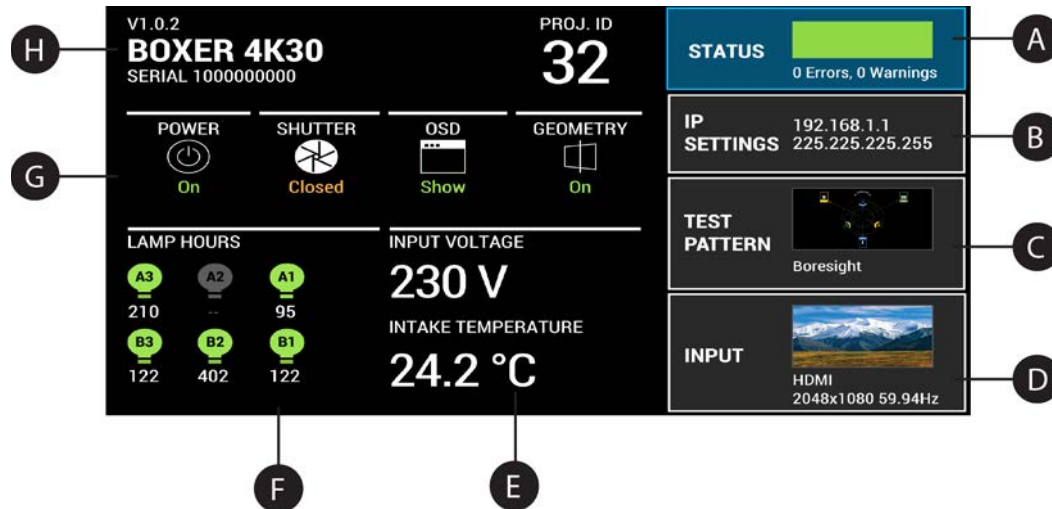 V1.0.2
BOXER 4K30
SERIAL 1000000000
PROJ. ID
32
POWER
On
SHUTTER
Closed
OSD
Show
GEOMETRY
On
LAMP HOURS
A3 A2 A1
210 -- 95
B3 B2 B1
122 402 122
INPUT VOLTAGE
230 V
INTAKE TEMPERATURE
24.2 °C
STATUS
0 Errors, 0 Warnings
IP
SETTINGS
192.168.1.1
225.225.225.255
TEST
PATTERN
Boresight
INPUT
HDMI
2048x1080 59.94Hz
A
B
C
D
E
F
G
H